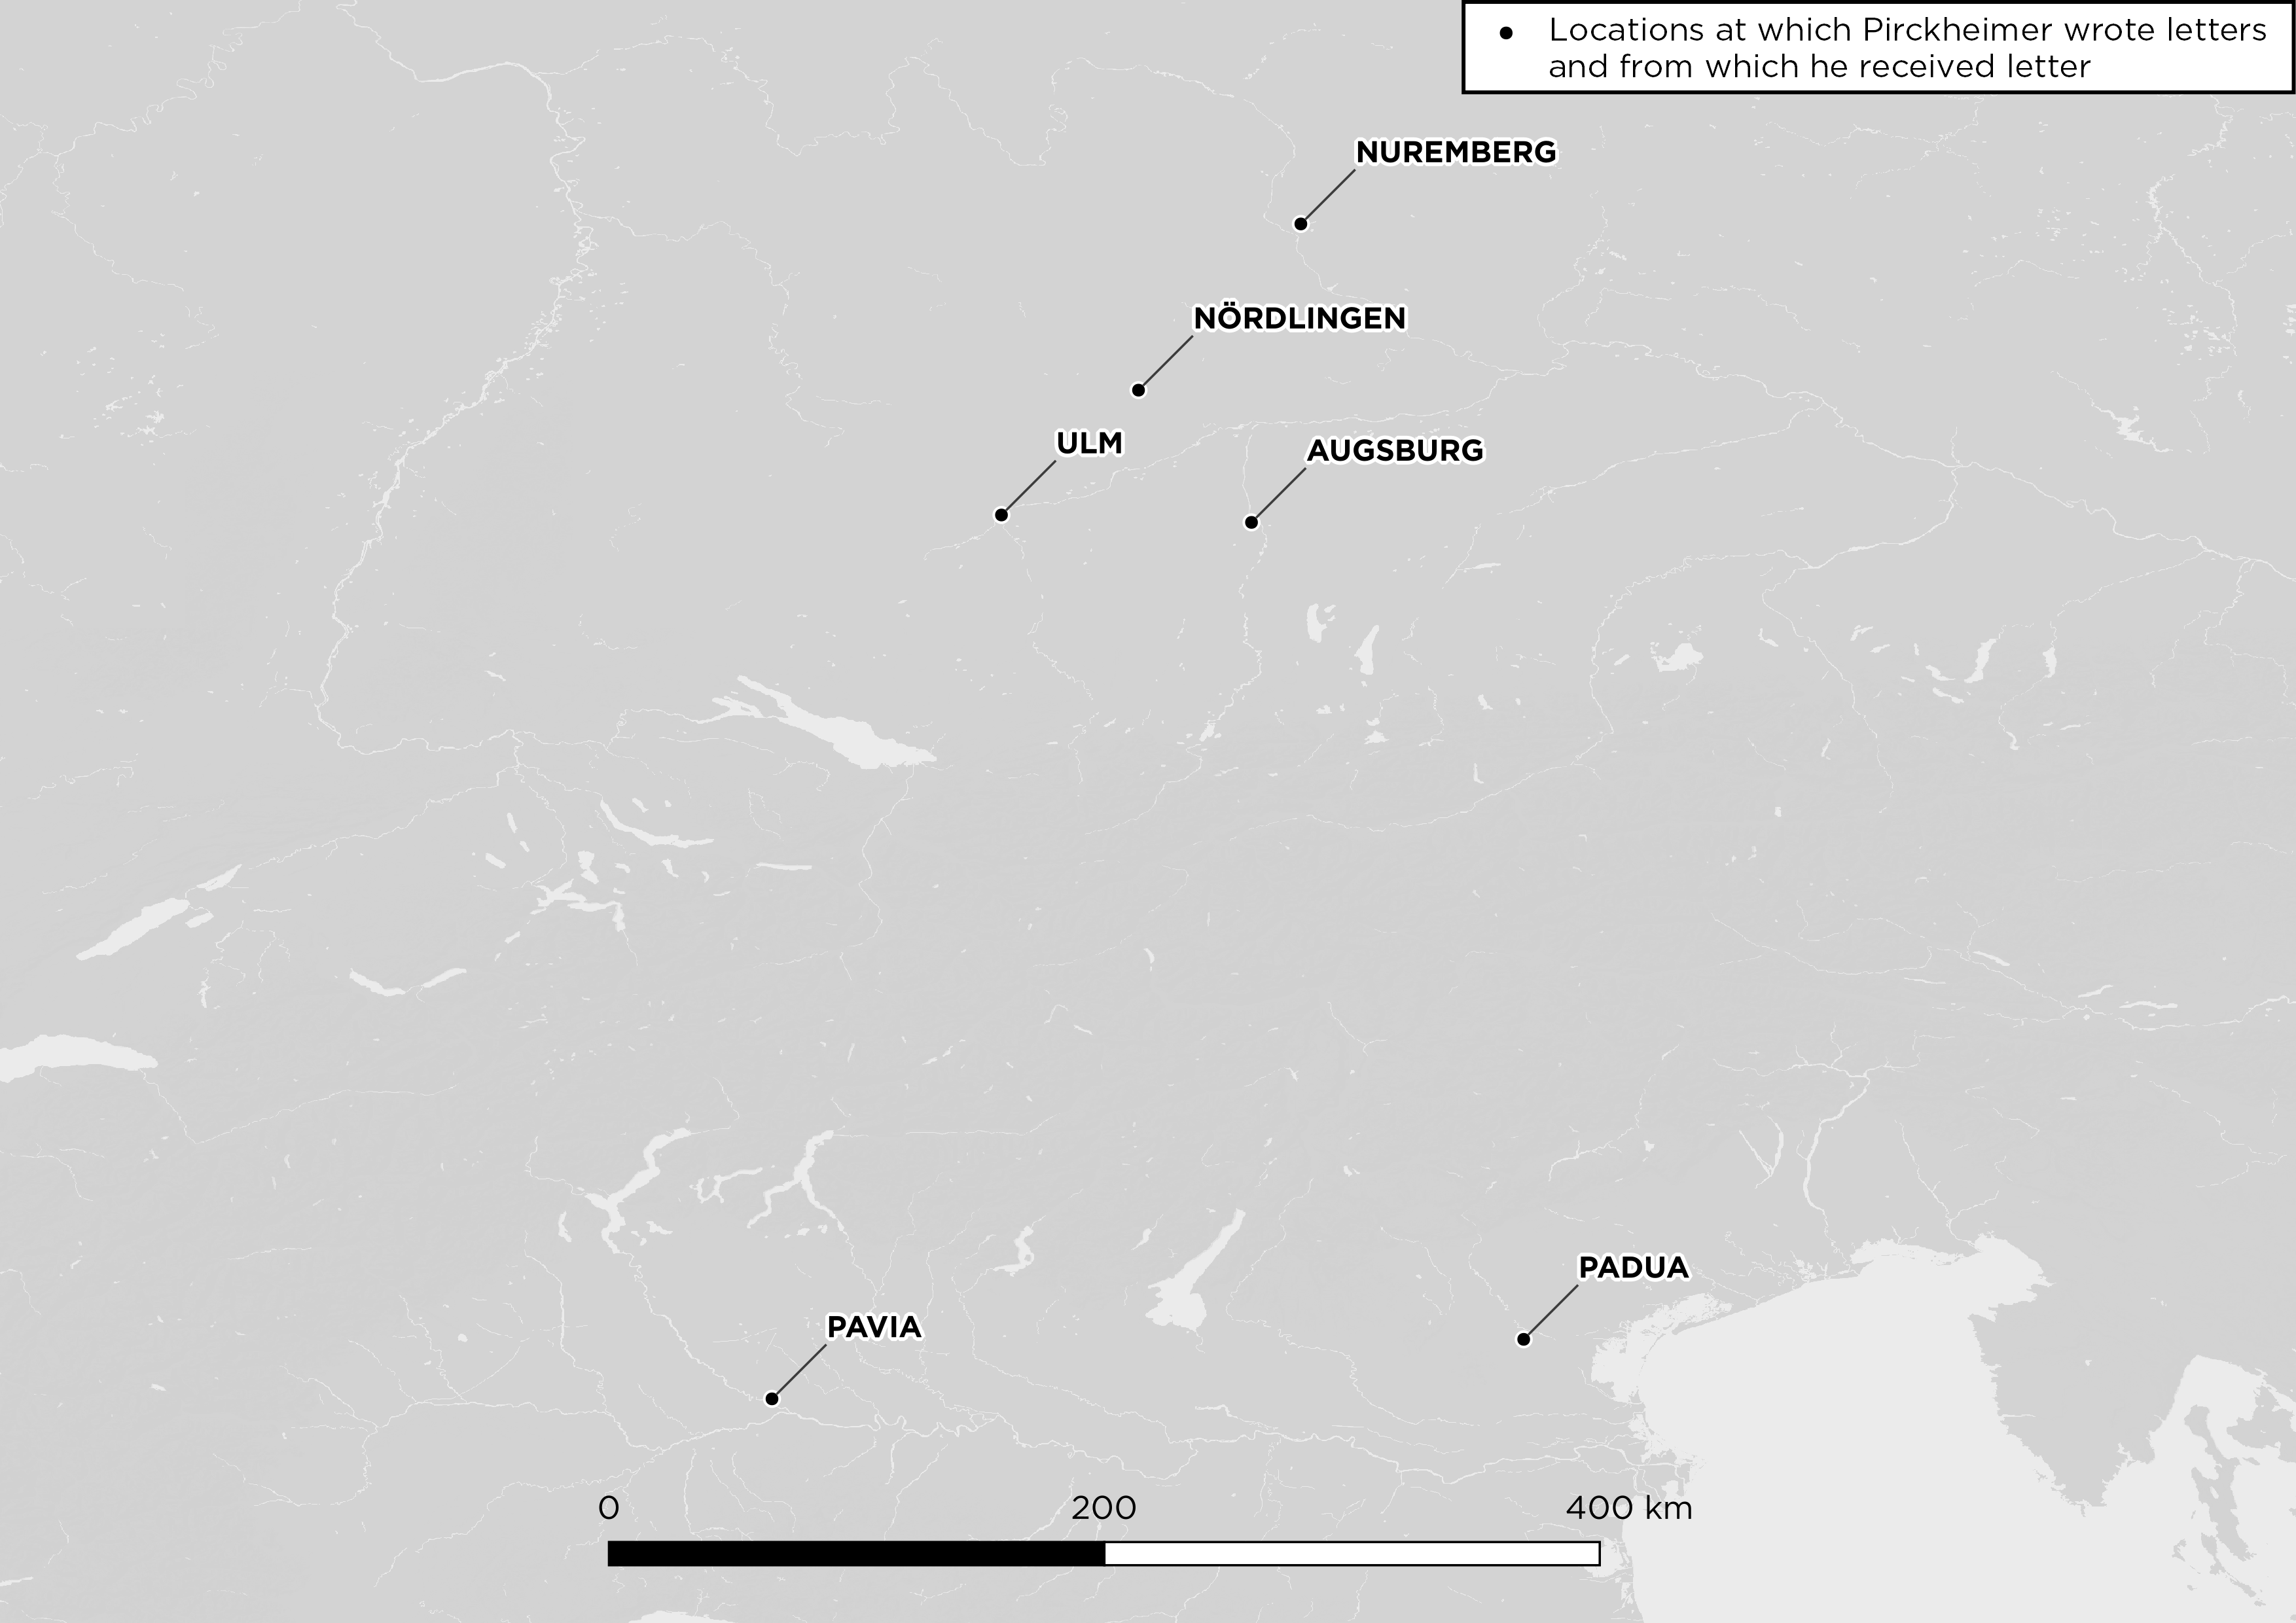 Locations at which Pirckheimer wrote letters
and from which he received letter
NUREMBERG
NÖRDLINGEN
ULM
AUGSBURG
PADUA
PAVIA
0 200 400 km